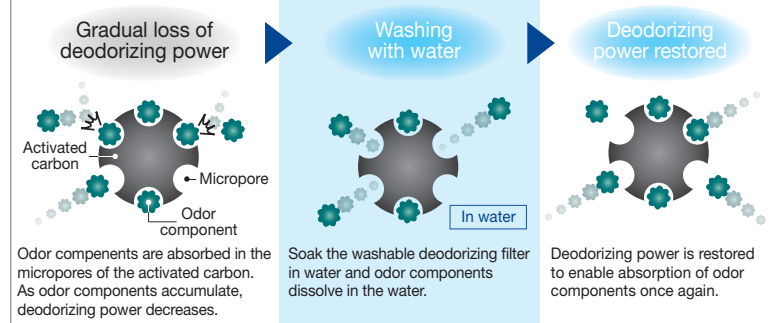 Gradual loss of
deodorizing power
Activated
carbon
Micropore
Odor
component
Odor compenents are absorbed in the
micropores of the activated carbon.
As odor components accumulate,
deodorizing power decreases.
Washing
with water
In water
Soak the washable deodorizing filter
in water and odor components
dissolve in the water.
Deodorizing
power restored
Deodorizing power is restored
to enable absorption of odor
components once again.